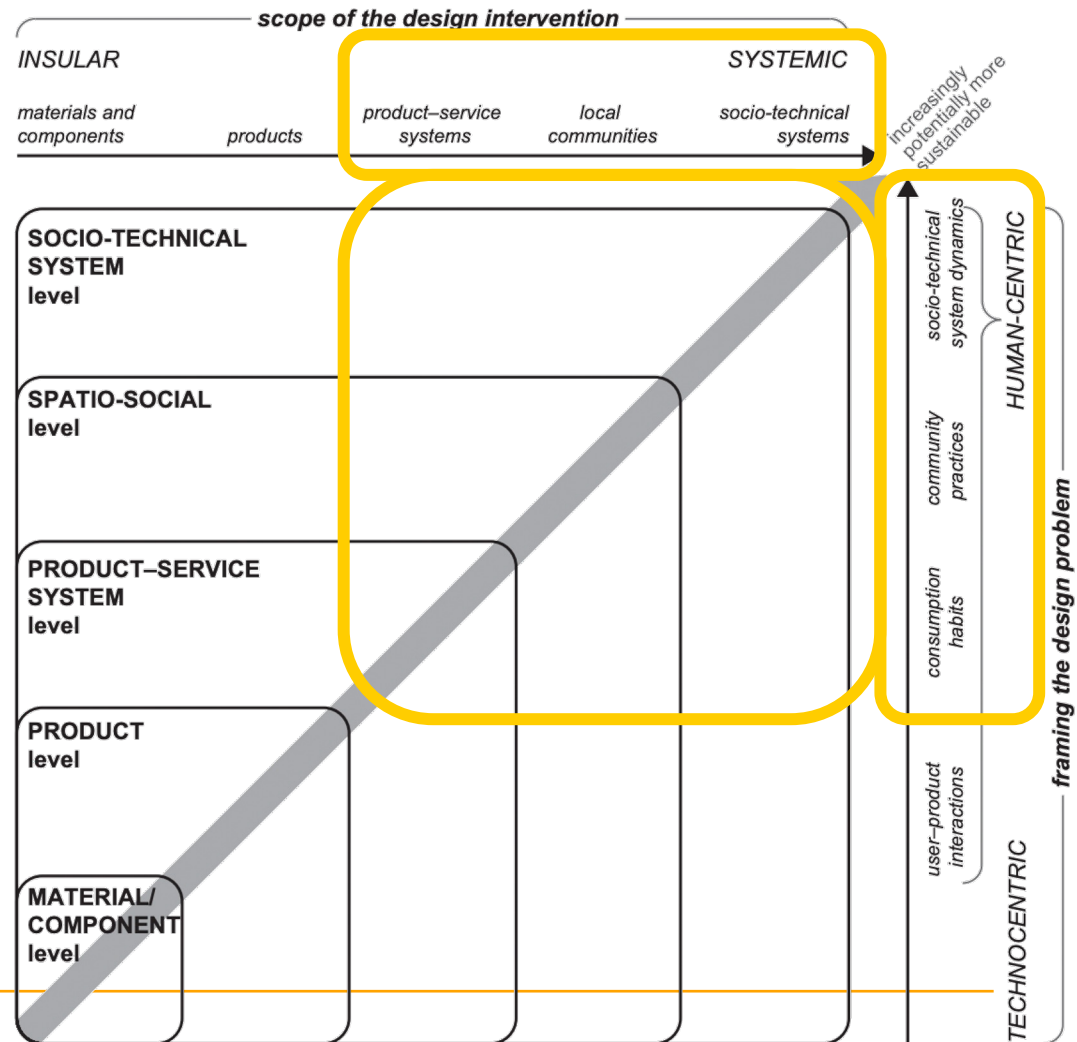 scope of the design intervention
INSULAR
SYSTEMIC
materials and
components
products
product–service
systems
local
communities
socio-technical
systems
increasingly
potentially more
sustainable
SOCIO-TECHNICAL
SYSTEM
level
SPATIO-SOCIAL
level
PRODUCT–SERVICE
SYSTEM
level
PRODUCT
level
MATERIAL/
COMPONENT
level
socio-technical
system dynamics
community
practices
consumption
habits
user–product
interactions
HUMAN-CENTRIC
TECHNOCENTRIC
framing the design problem